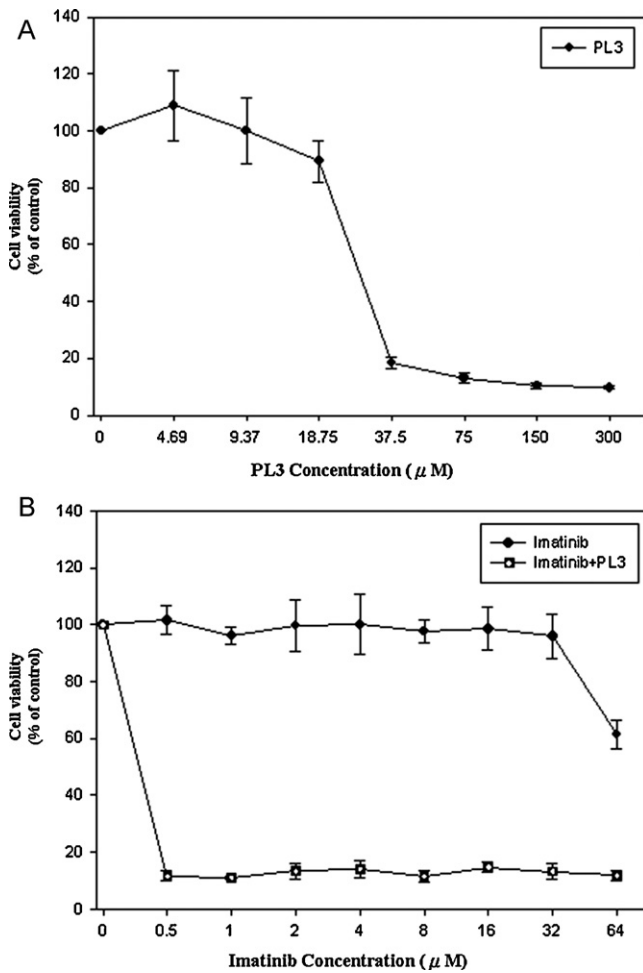 A
140
120
100
80
60
40
20
0
Cell viability
(% of control)
PL3
0 4.69 9.37 18.75 37.5 75 150 300
PL3 Concentration ( μ M)
B
140
120
100
80
60
40
20
0
Cell viability
(% of control)
Imatinib
Imatinib+PL3
0 0.5 1 2 4 8 16 32 64
Imatinib Concentration ( μ M)